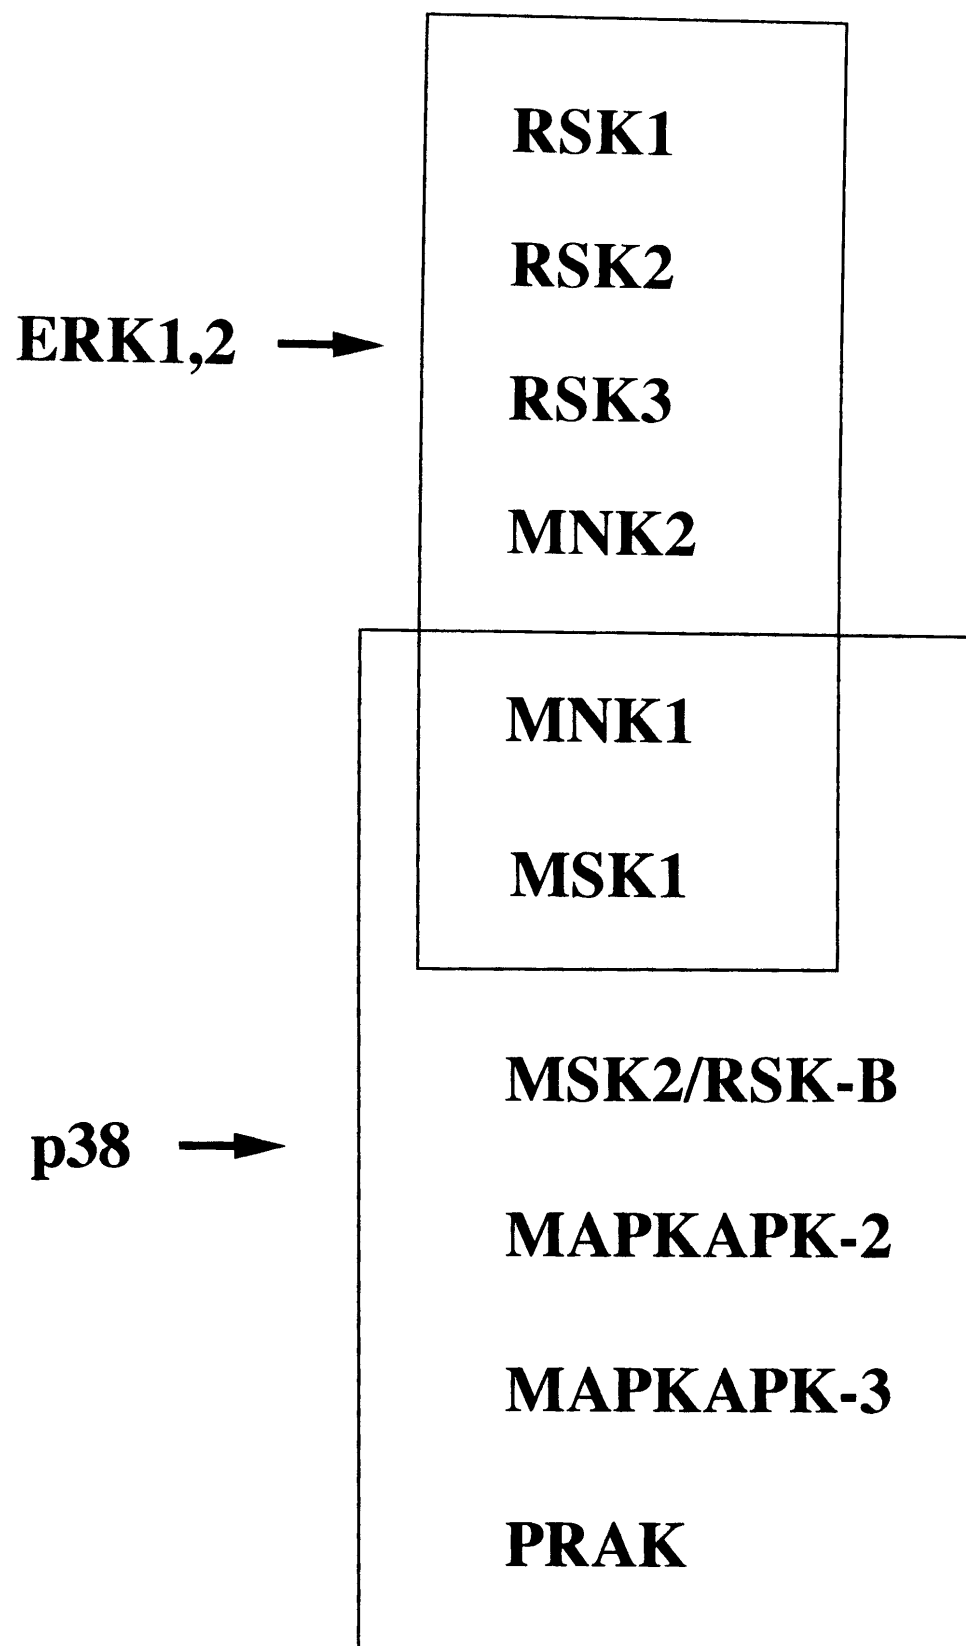 RSK1
RSK2
ERK1,2
RSK3
MNK2
MNK1
MSK1
MSK2/RSK-B
p38
MAPKAPK-2
MAPKAPK-3
PRAK